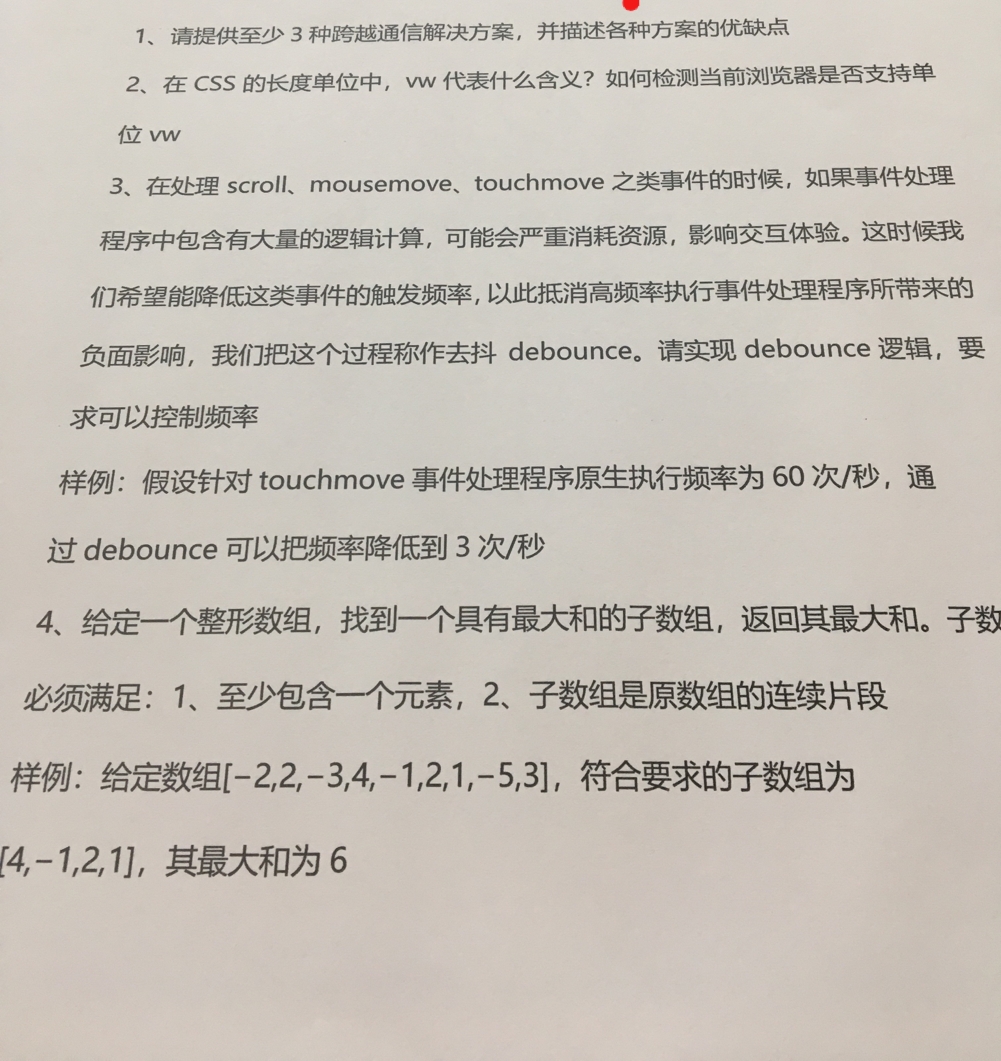 1、请提供至少 3 种跨越通信解决方案，并描述各种方案的优缺点
2、在 CSS 的长度单位中，vw 代表什么含义？如何检测当前浏览器是否支持单
位 vw
3、在处理 scroll、mousemove、touchmove 之类事件的时候，如果事件处理
程序中包含有大量的逻辑计算，可能会严重消耗资源，影响交互体验。这时候我
们希望能降低这类事件的触发频率，以此抵消高频率执行事件处理程序所带来的
负面影响，我们把这个过程称作去抖 debounce。请实现 debounce 逻辑，要
求可以控制频率
样例：假设针对 touchmove 事件处理程序原生执行频率为 60 次/秒，通
过 debounce 可以把频率降低到 3 次/秒
4、给定一个整形数组，找到一个具有最大和的子数组，返回其最大和。子数
必须满足：1、至少包含一个元素，2、子数组是原数组的连续片段
样例：给定数组[−2,2,−3,4,−1,2,1,−5,3]，符合要求的子数组为
[4,−1,2,1]，其最大和为 6